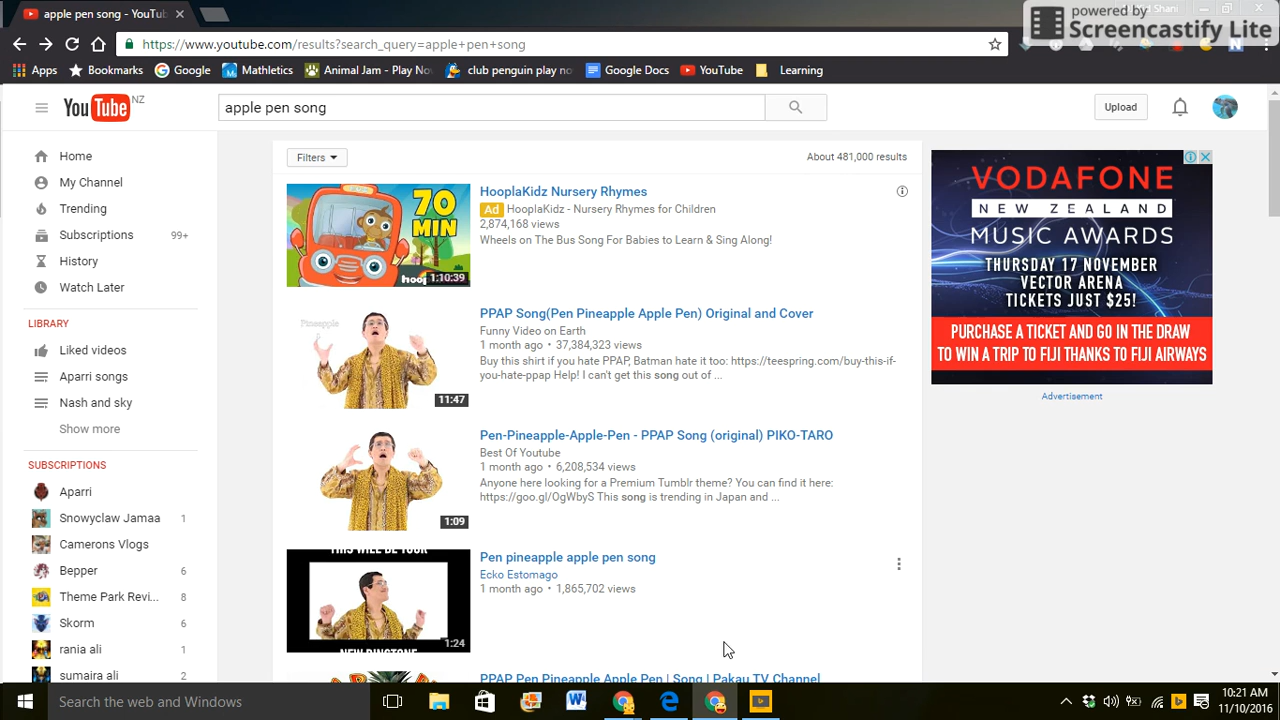 apple pen song - YouTub
powered by
Screencastify Lite
https://www.youtube.com/results?search_query=apple+pen+song
Apps
Bookmarks
Google
Mathletics
Animal Jam - Play No
club penguin play no
Google Docs
YouTube
Learning
YouTube NZ
apple pen song
Upload
Home
My Channel
Trending
Subscriptions 99+
History
Watch Later
LIBRARY
Liked videos
Aparri songs
Nash and sky
Show more
SUBSCRIPTIONS
Aparri
Snowyclaw Jamaa 1
Camerons Vlogs
Bepper 6
Theme Park Revi... 8
Skorm 6
rania ali 1
sumaira ali 2
Filters
About 481,000 results
70
MIN
1:10:39
HooplaKidz Nursery Rhymes
Ad HooplaKidz - Nursery Rhymes for Children
2,874,168 views
Wheels on The Bus Song For Babies to Learn & Sing Along!
Pineapple
11:47
PPAP Song(Pen Pineapple Apple Pen) Original and Cover
Funny Video on Earth
1 month ago • 37,384,323 views
Buy this shirt if you hate PPAP, Batman hate it too: https://teespring.com/buy-this-if-
you-hate-ppap Help! I can't get this song out of ...
1:09
Pen-Pineapple-Apple-Pen - PPAP Song (original) PIKO-TARO
Best Of Youtube
1 month ago • 6,208,534 views
Anyone here looking for a Premium Tumblr theme? You can find it here:
https://goo.gl/OgWbyS This song is trending in Japan and ...
THIS WILL BE YOUR
NEW RINGTONE
1:24
Pen pineapple apple pen song
Ecko Estomago
1 month ago • 1,865,702 views
PPAP Pen Pineapple Apple Pen | Song | Pakau TV Channel
VODAFONE
NEW ZEALAND
MUSIC AWARDS
THURSDAY 17 NOVEMBER
VECTOR ARENA
TICKETS JUST $25!
PURCHASE A TICKET AND GO IN THE DRAW
TO WIN A TRIP TO FIJI THANKS TO FIJI AIRWAYS
Advertisement
Search the web and Windows
10:21 AM
11/10/2016